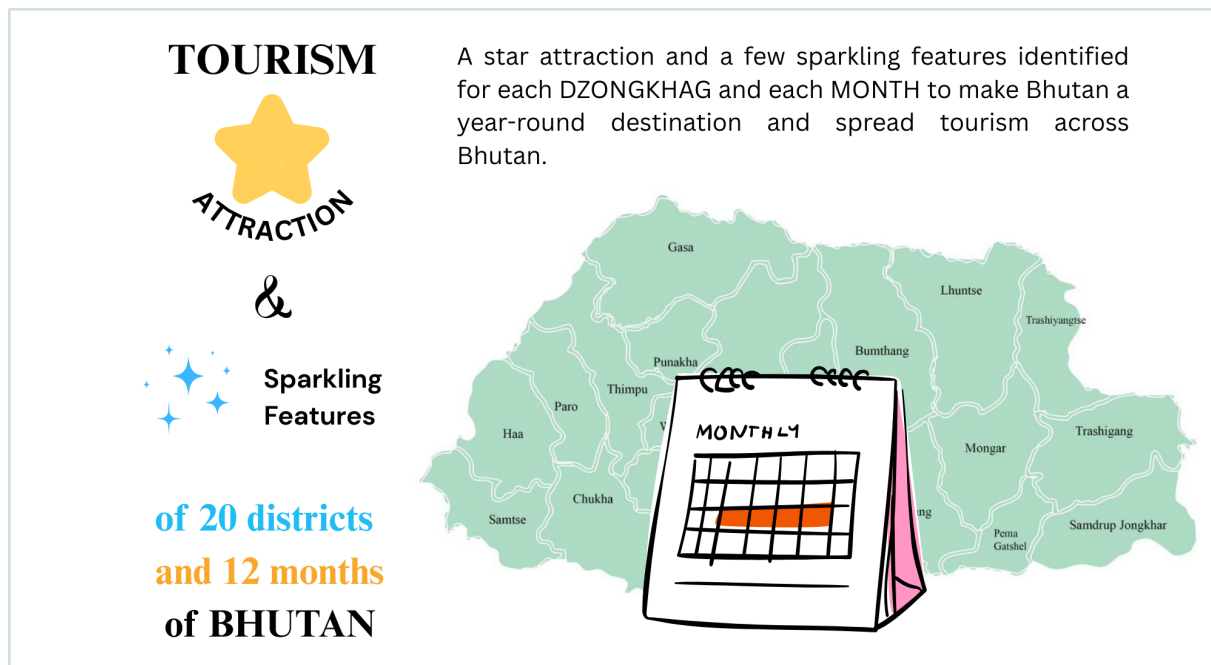 TOURISM
ATTRACTION
&
Sparkling
Features
of 20 districts
and 12 months
of BHUTAN
A star attraction and a few sparkling features identified
for each DZONGKHAG and each MONTH to make Bhutan a
year-round destination and spread tourism across
Bhutan.
Gasa
Lhuntse
Trashiyangtse
Bumthang
Punakha
Thimpu
Paro
Haa
Trashigang
Mongar
Chukha
Samtse
Pema
Gatshel
Samdrup Jongkhar
MONTHLY